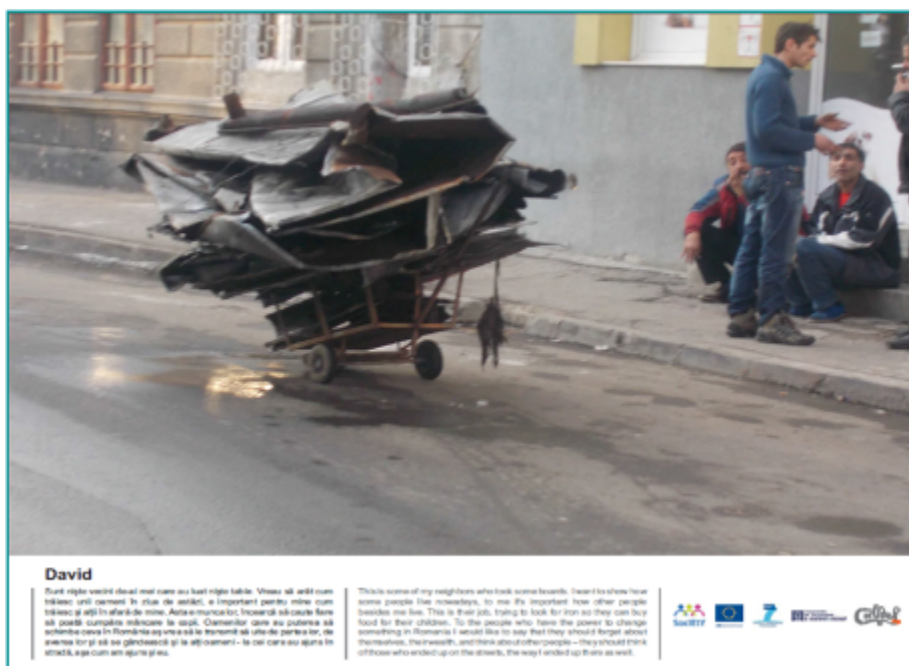 David
Sunt niște vecini de-ai mei care au luat niște table. Vreau să arăt cum
trăiesc unii oameni în ziua de astăzi, e important pentru mine cum
trăiesc și alții în afară de mine. Asta e munca lor, încearcă să caute fiare
să poată cumpăra mâncare la copii. Oamenilor care au puterea să
schimbe ceva în România aș vrea să le transmit să uite de partea lor, de
averea lor și să se gândească și la alți oameni - la cei care au ajuns în
stradă, așa cum am ajuns și eu.
This is some of my neighbors who took some boards. I want to show how
some people live nowadays, to me it's important how other people
besides me live. This is their job, trying to look for iron so they can buy
food for their children. To the people who have the power to change
something in Romania I would like to say that they should forget about
themselves, their wealth, and think about other people – they should think
of those who ended up on the streets, the way I ended up there as well.